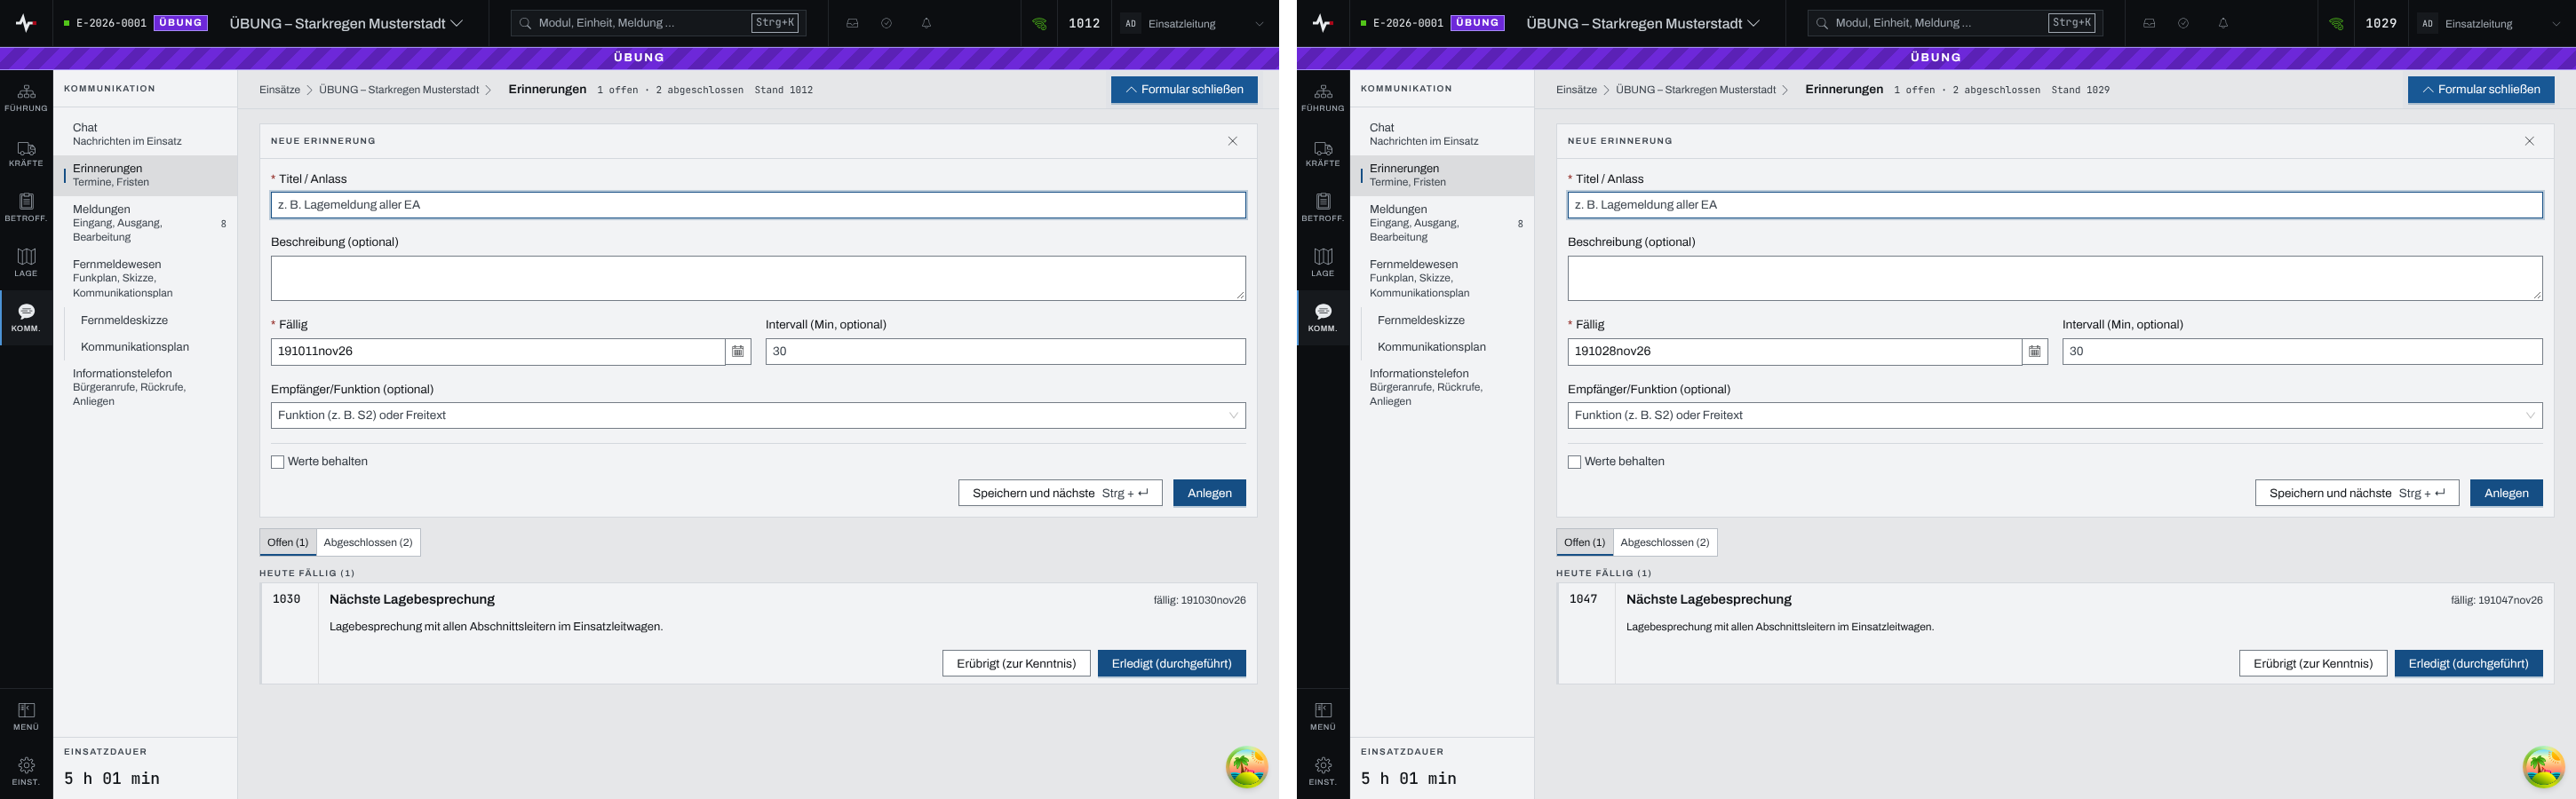 E-2026-0001 ÜBUNG ÜBUNG – Starkregen Musterstadt Modul, Einheit, Meldung ... Strg+K 1012 AD Einsatzleitung
ÜBUNG
FÜHRUNG
KRÄFTE
BETROFF.
LAGE
KOMM.
MENÜ
EINST.
KOMMUNIKATION
Chat
Nachrichten im Einsatz
Erinnerungen
Termine, Fristen
Meldungen
Eingang, Ausgang, 8
Bearbeitung
Fernmeldewesen
Funkplan, Skizze,
Kommunikationsplan
Fernmeldeskizze
Kommunikationsplan
Informationstelefon
Bürgeranrufe, Rückrufe,
Anliegen
EINSATZDAUER
5 h 01 min
Einsätze ÜBUNG – Starkregen Musterstadt Erinnerungen 1 offen · 2 abgeschlossen Stand 1012 Formular schließen
NEUE ERINNERUNG
* Titel / Anlass
z. B. Lagemeldung aller EA
Beschreibung (optional)
* Fällig Intervall (Min, optional)
191011nov26 30
Empfänger/Funktion (optional)
Funktion (z. B. S2) oder Freitext
Werte behalten
Speichern und nächste Strg + ↵ Anlegen
Offen (1) Abgeschlossen (2)
HEUTE FÄLLIG (1)
1030 Nächste Lagebesprechung fällig: 191030nov26
Lagebesprechung mit allen Abschnittsleitern im Einsatzleitwagen.
Erübrigt (zur Kenntnis) Erledigt (durchgeführt)
E-2026-0001 ÜBUNG ÜBUNG – Starkregen Musterstadt Modul, Einheit, Meldung ... Strg+K 1029 AD Einsatzleitung
ÜBUNG
FÜHRUNG
KRÄFTE
BETROFF.
LAGE
KOMM.
MENÜ
EINST.
KOMMUNIKATION
Chat
Nachrichten im Einsatz
Erinnerungen
Termine, Fristen
Meldungen
Eingang, Ausgang, 8
Bearbeitung
Fernmeldewesen
Funkplan, Skizze,
Kommunikationsplan
Fernmeldeskizze
Kommunikationsplan
Informationstelefon
Bürgeranrufe, Rückrufe,
Anliegen
EINSATZDAUER
5 h 01 min
Einsätze ÜBUNG – Starkregen Musterstadt Erinnerungen 1 offen · 2 abgeschlossen Stand 1029 Formular schließen
NEUE ERINNERUNG
* Titel / Anlass
z. B. Lagemeldung aller EA
Beschreibung (optional)
* Fällig Intervall (Min, optional)
191028nov26 30
Empfänger/Funktion (optional)
Funktion (z. B. S2) oder Freitext
Werte behalten
Speichern und nächste Strg + ↵ Anlegen
Offen (1) Abgeschlossen (2)
HEUTE FÄLLIG (1)
1047 Nächste Lagebesprechung fällig: 191047nov26
Lagebesprechung mit allen Abschnittsleitern im Einsatzleitwagen.
Erübrigt (zur Kenntnis) Erledigt (durchgeführt)